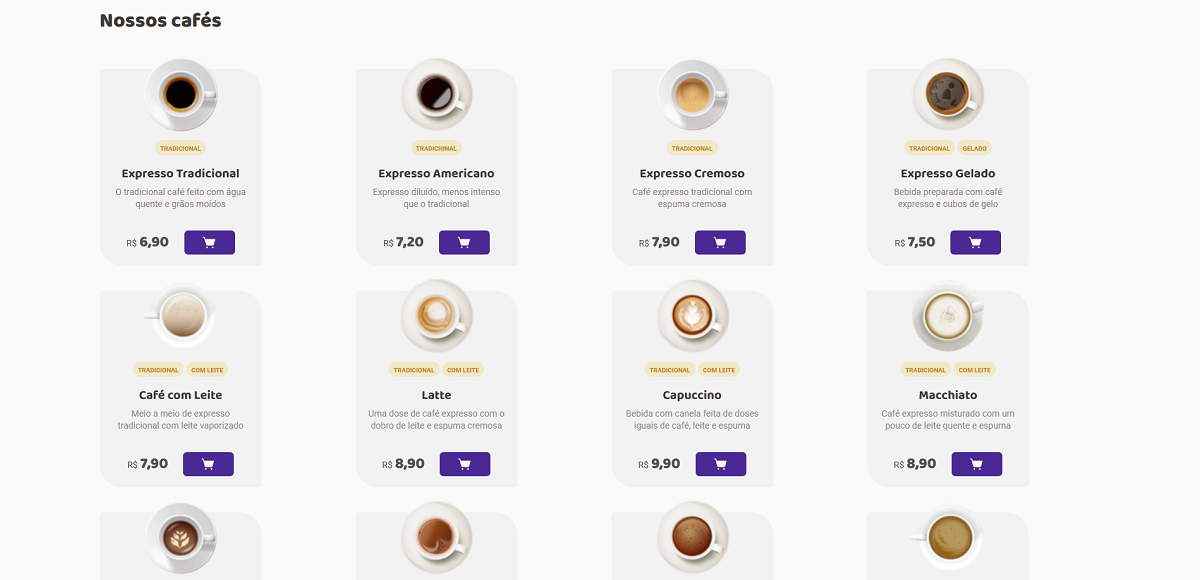 Nossos cafés
TRADICIONAL
Expresso Tradicional
O tradicional café feito com água
quente e grãos moídos
R$ 6,90
TRADICIONAL
Expresso Americano
Expresso diluído, menos intenso
que o tradicional
R$ 7,20
TRADICIONAL
Expresso Cremoso
Café expresso tradicional com
espuma cremosa
R$ 7,90
TRADICIONAL GELADO
Expresso Gelado
Bebida preparada com café
expresso e cubos de gelo
R$ 7,50
TRADICIONAL COM LEITE
Café com Leite
Meio a meio de expresso
tradicional com leite vaporizado
R$ 7,90
TRADICIONAL COM LEITE
Latte
Uma dose de café expresso com o
dobro de leite e espuma cremosa
R$ 8,90
TRADICIONAL COM LEITE
Capuccino
Bebida com canela feita de doses
iguais de café, leite e espuma
R$ 9,90
TRADICIONAL COM LEITE
Macchiato
Café expresso misturado com um
pouco de leite quente e espuma
R$ 8,90